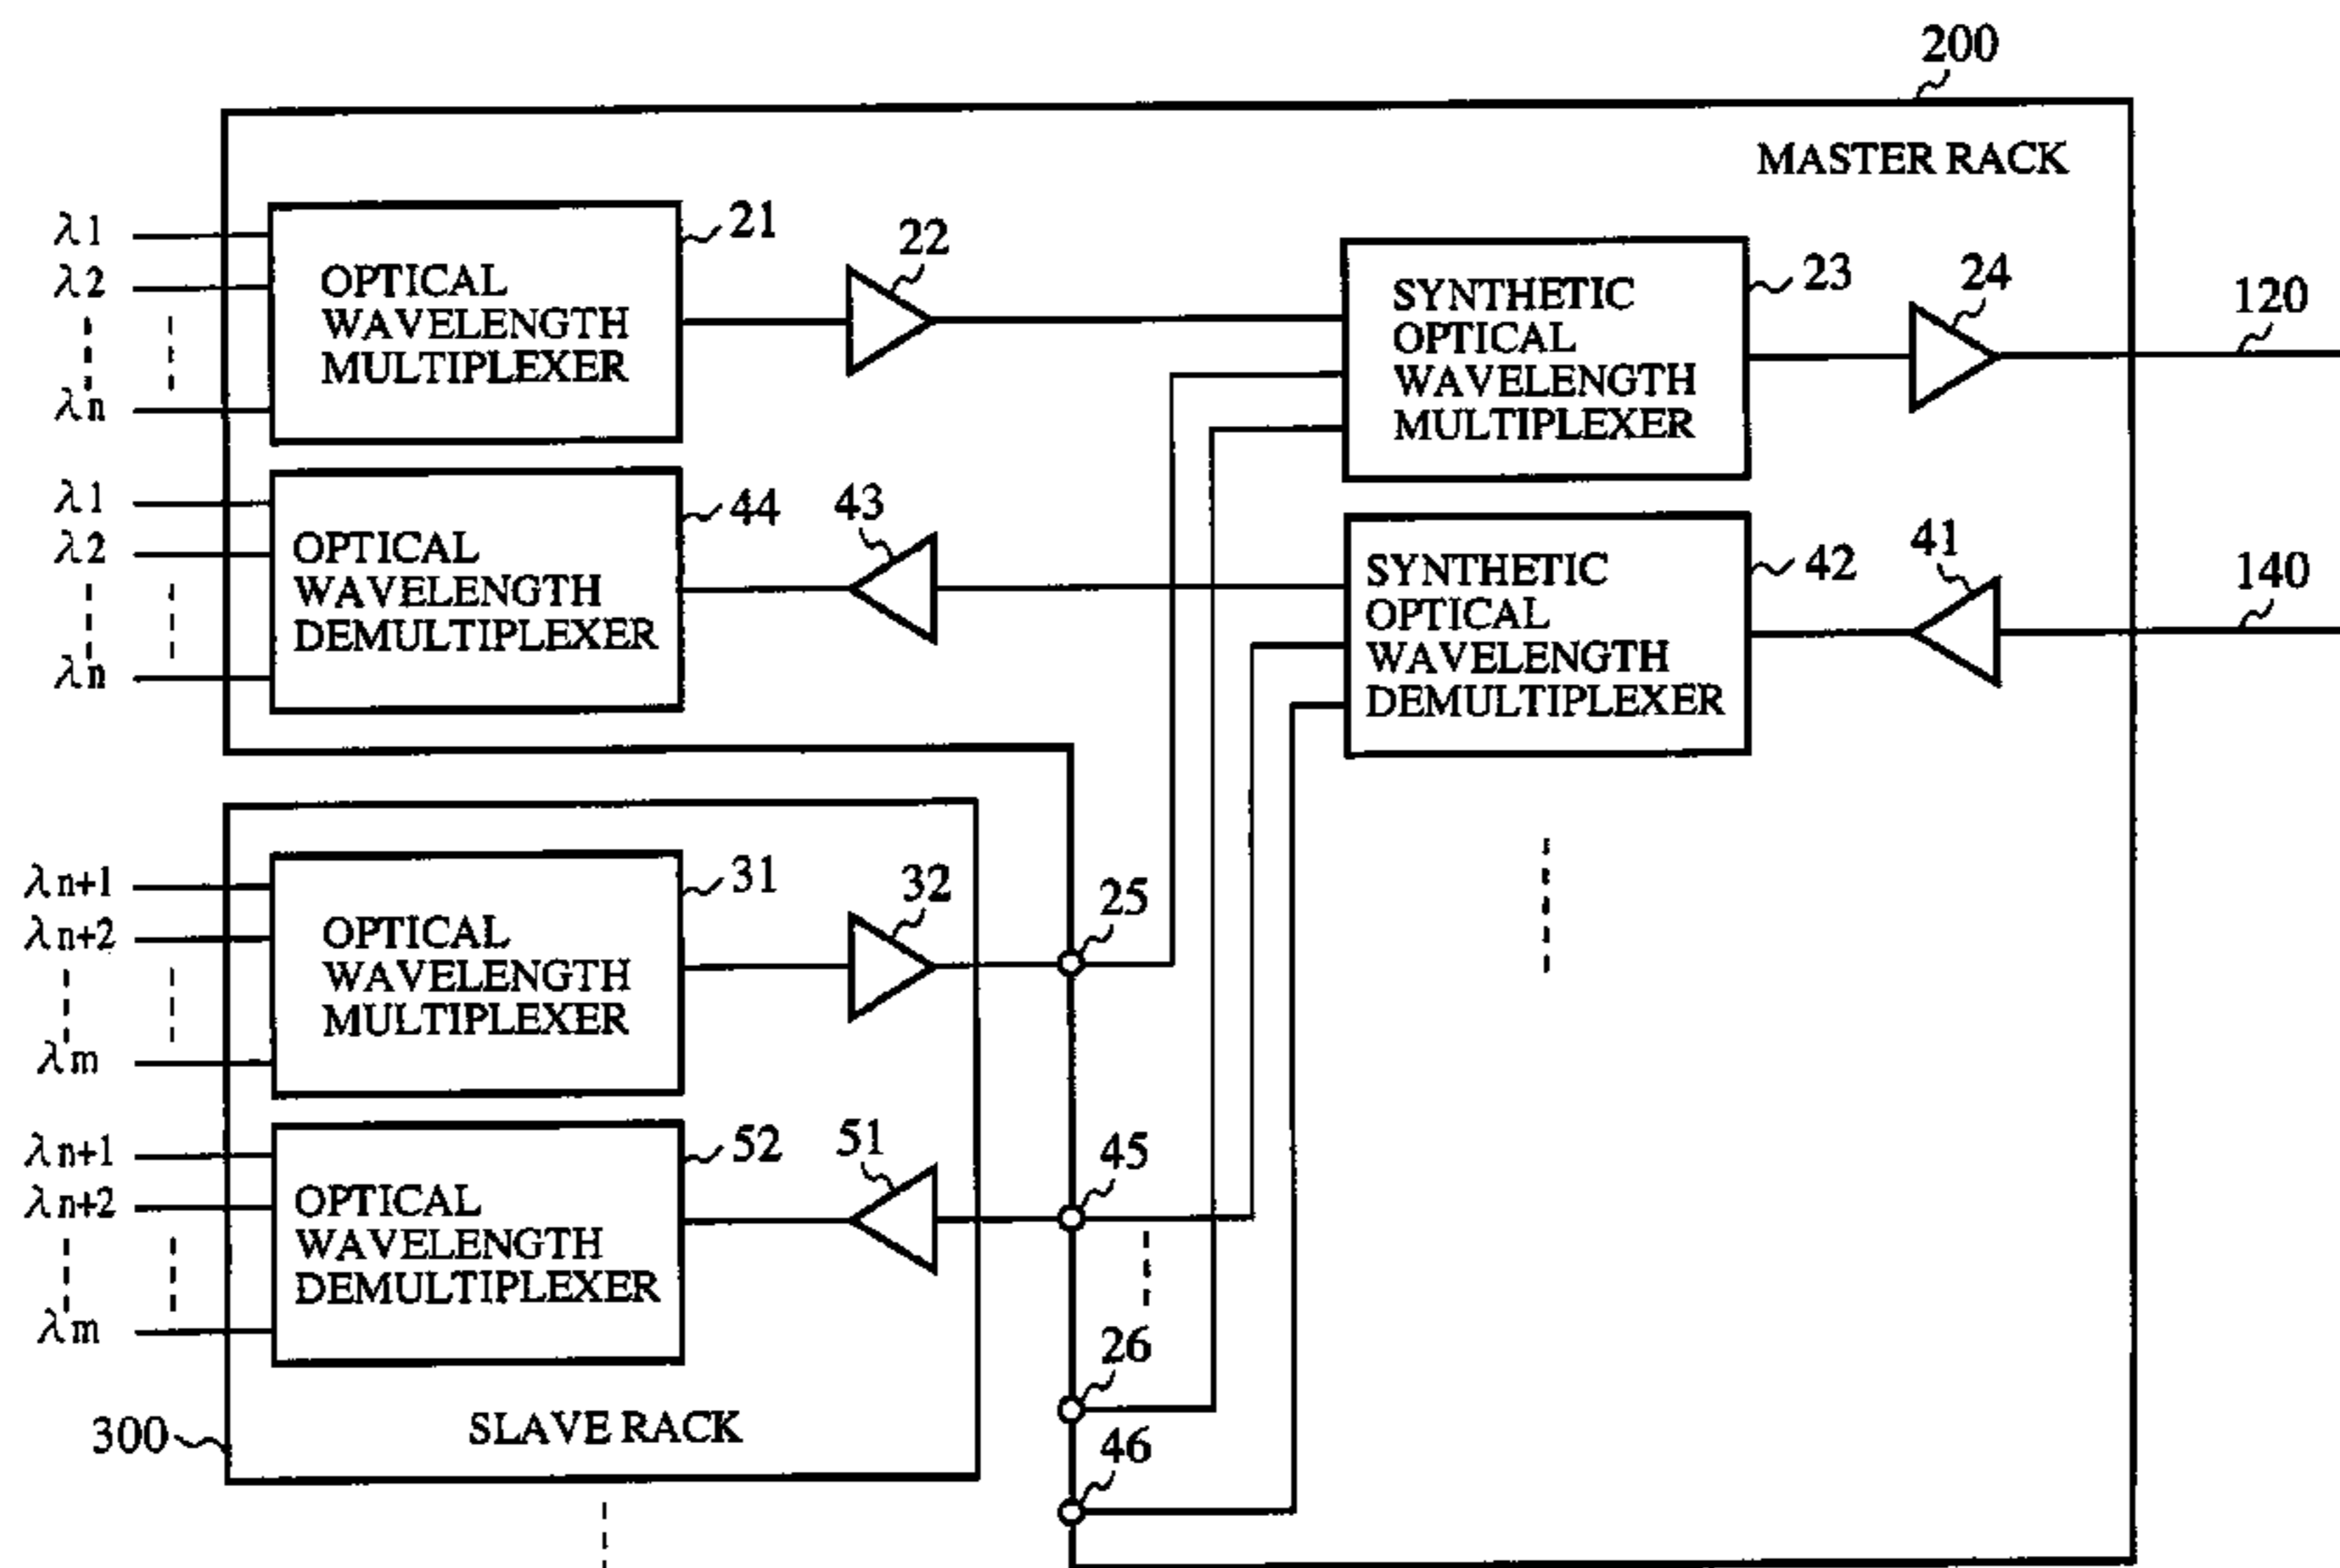 200
MASTER RACK
λ1
λ2
λn
OPTICAL
WAVELENGTH
MULTIPLEXER
21
22
SYNTHETIC
OPTICAL
WAVELENGTH
MULTIPLEXER
23
24
120
λ1
λ2
λn
OPTICAL
WAVELENGTH
DEMULTIPLEXER
44
43
SYNTHETIC
OPTICAL
WAVELENGTH
DEMULTIPLEXER
42
41
140
λn+1
λn+2
λm
OPTICAL
WAVELENGTH
MULTIPLEXER
31
32
25
λn+1
λn+2
λm
OPTICAL
WAVELENGTH
DEMULTIPLEXER
52
51
45
26
46
300
SLAVE RACK